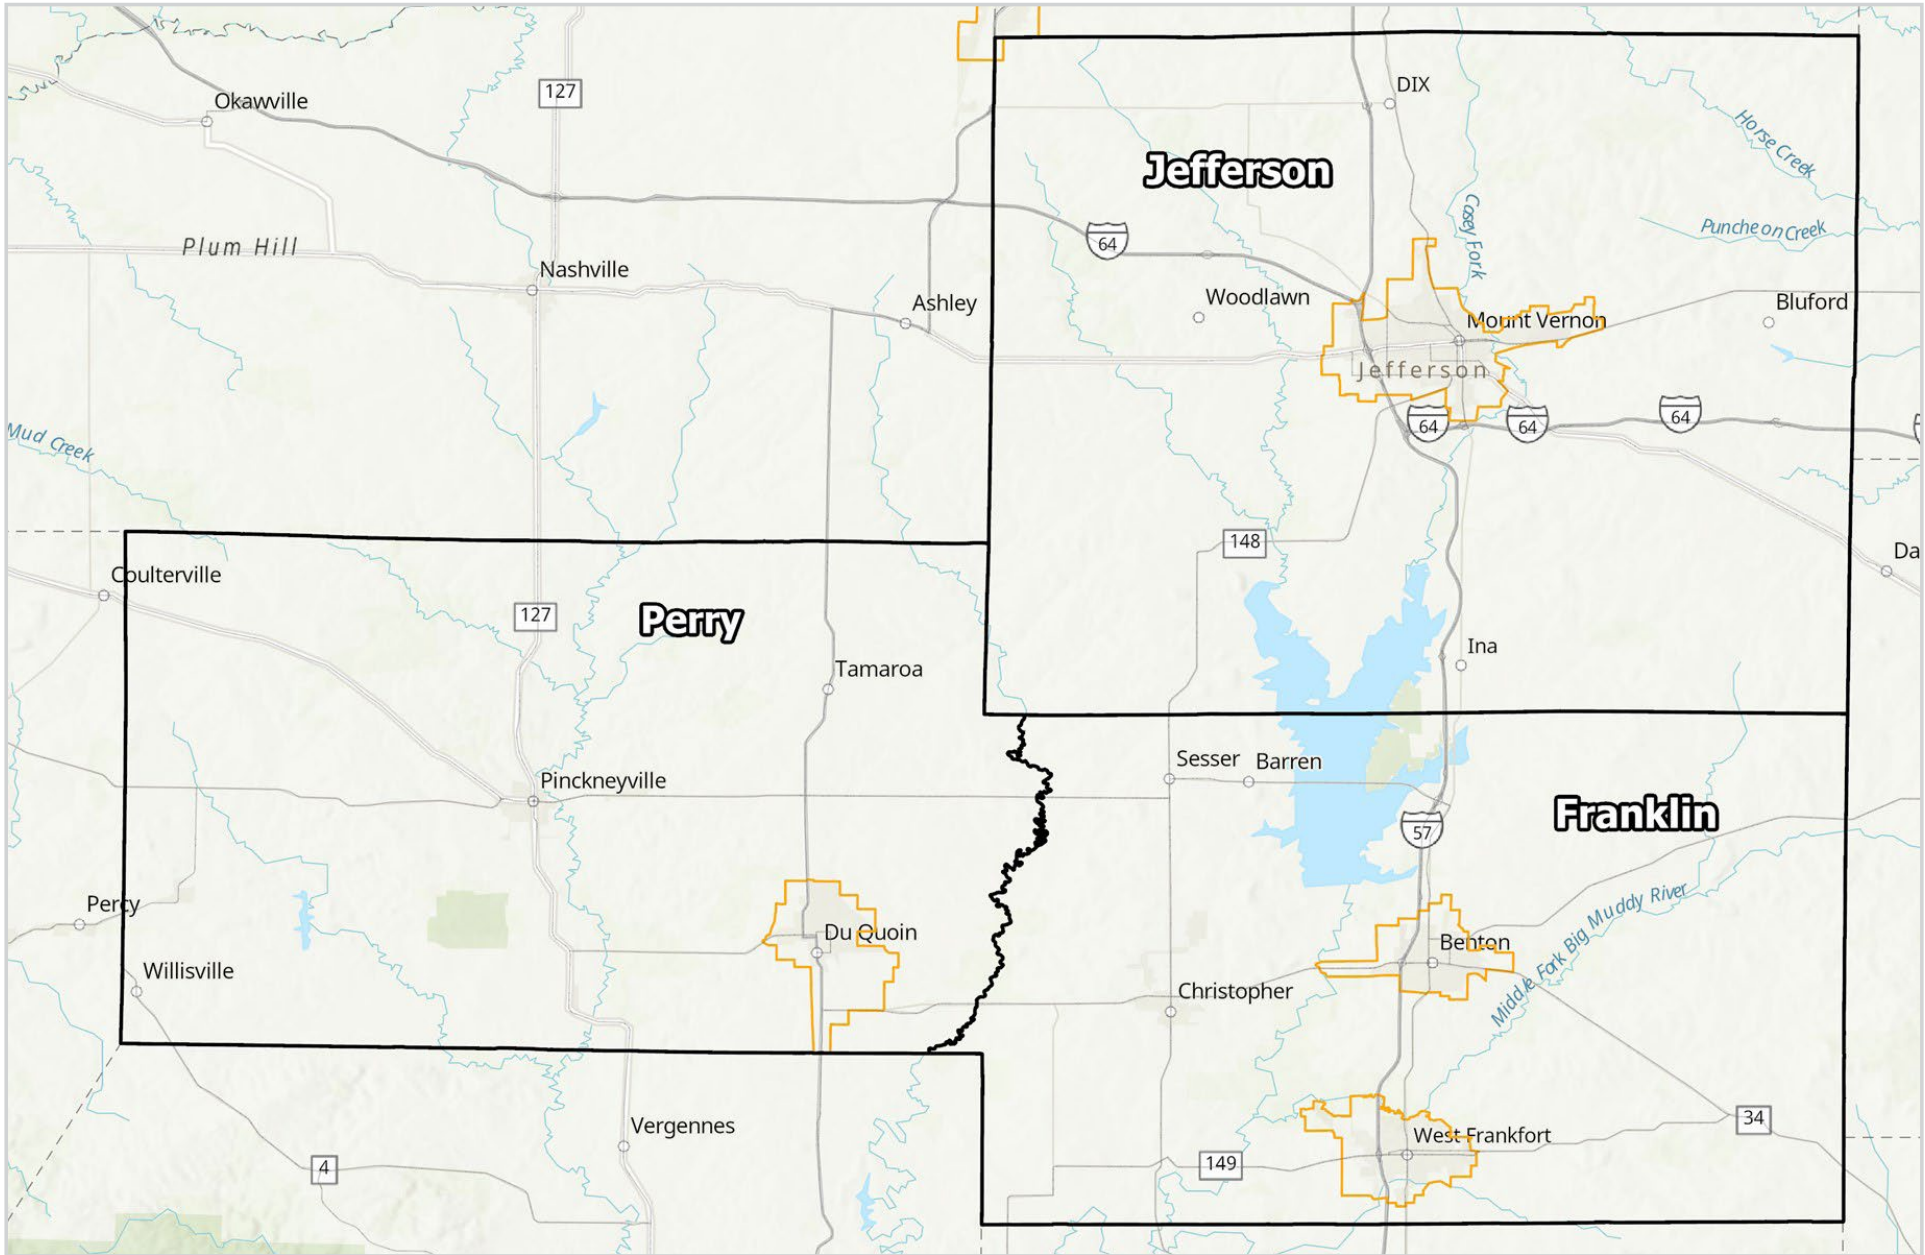 DIX
127
Okawville
Horse Creek
Jefferson
Casey Fork
Puncheon Creek
64
Plum Hill
Nashville
Woodlawn
Ashley
Bluford
Mount Vernon
Jefferson
64
64
64
Mud Creek
148
Da
Coulterville
127
Perry
Ina
Tamaroa
Sesser
Barren
Pinckneyville
Franklin
57
Percy
Du Quoin
Benton
Middle Fork Big Muddy River
Willisville
Christopher
34
Vergennes
West Frankfort
4
149